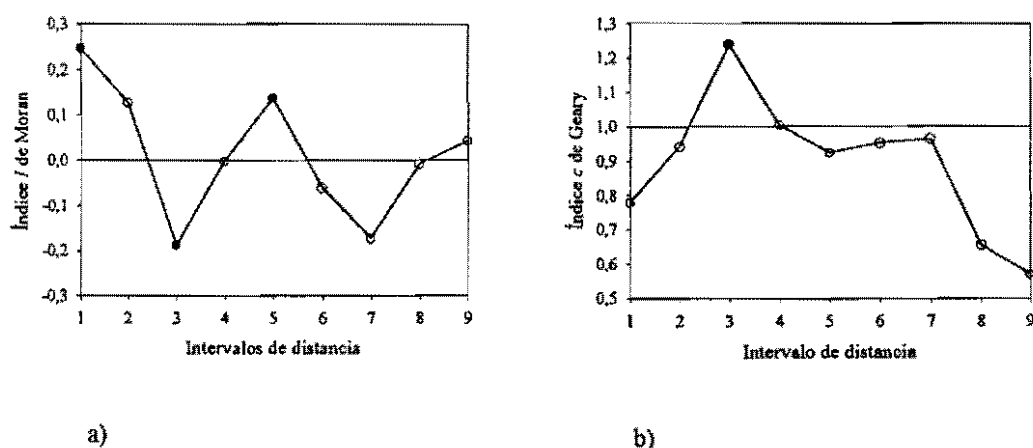 0,3
0,2
0,1
0,0
-0,1
-0,2
-0,3
Índice I de Moran
1 2 3 4 5 6 7 8 9
Intervalos de distancia
a)
1,3
1,2
1,1
1,0
0,9
0,8
0,7
0,6
0,5
Índice c de Geary
1 2 3 4 5 6 7 8 9
Intervalo de distancia
b)